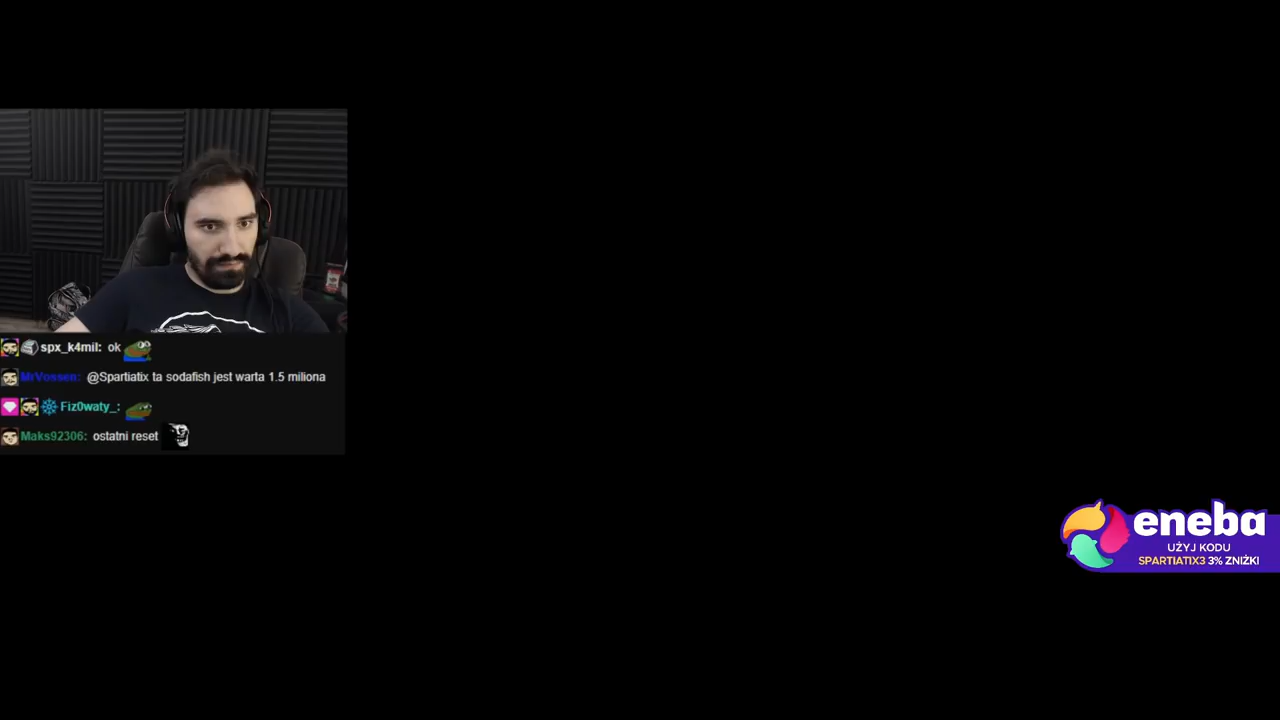 spx_k4mil: ok
MrVossen: @Spartiatix ta sodafish jest warta 1.5 miliona
Fiz0waty_:
Maks92306: ostatni reset
eneba
UŻYJ KODU
SPARTIATIX3 3% ZNIŻKI